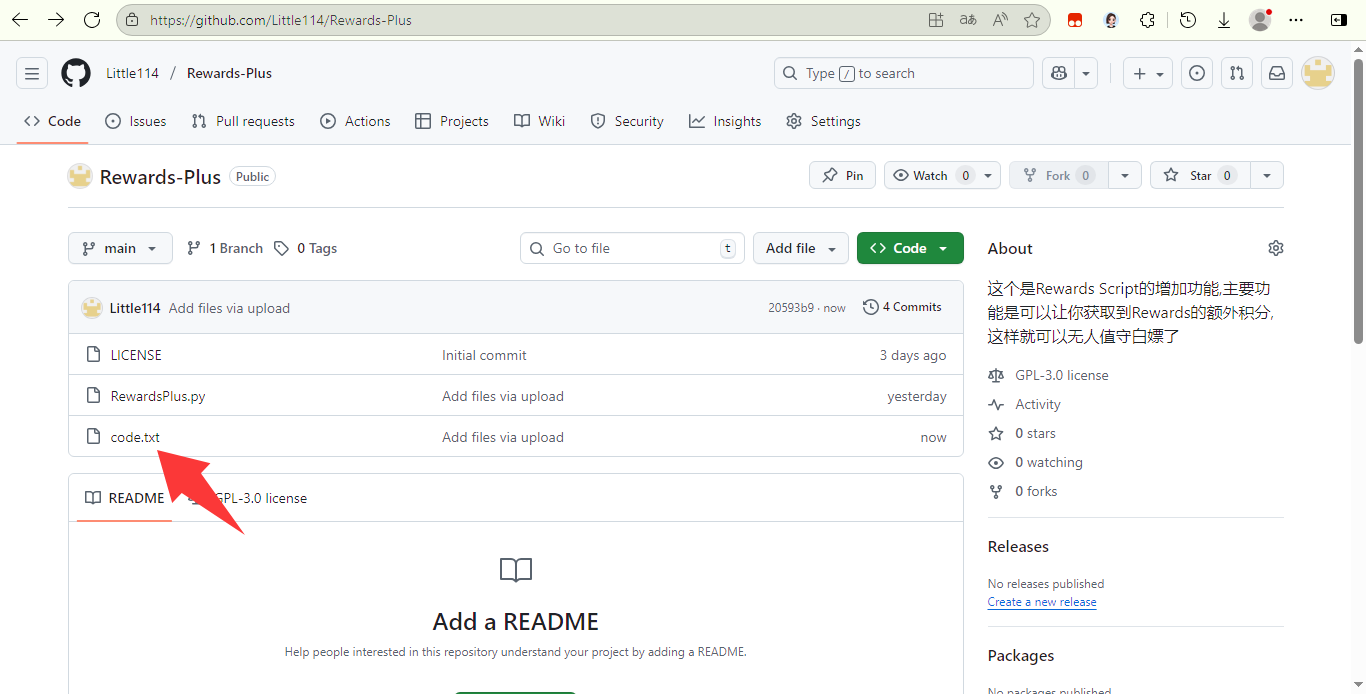 https://github.com/Little114/Rewards-Plus
Little114 / Rewards-Plus
Type / to search
Code Issues Pull requests Actions Projects Wiki Security Insights Settings
Rewards-Plus Public
Pin Watch 0 Fork 0 Star 0
main 1 Branch 0 Tags Go to file t Add file Code
Little114 Add files via upload 20593b9 · now 4 Commits
LICENSE Initial commit 3 days ago
RewardsPlus.py Add files via upload yesterday
code.txt Add files via upload now
README GPL-3.0 license
Add a README
Help people interested in this repository understand your project by adding a README.
About
这个是Rewards Script的增加功能,主要功
能是可以让你获取到Rewards的额外积分,
这样就可以无人值守白嫖了
GPL-3.0 license
Activity
0 stars
0 watching
0 forks
Releases
No releases published
Create a new release
Packages
No packages published